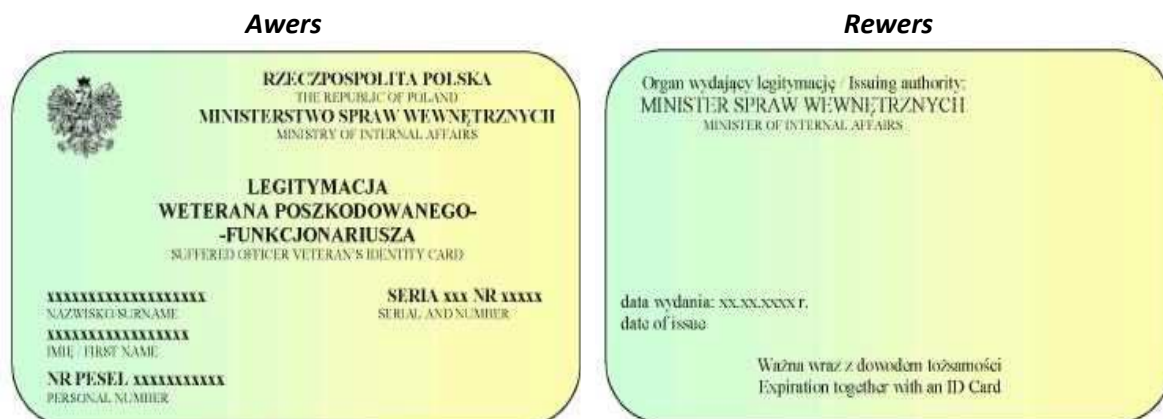 Awers
RZECZPOSPOLITA POLSKA
THE REPUBLIC OF POLAND
MINISTERSTWO SPRAW WEWNĘTRZNYCH
MINISTRY OF INTERNAL AFFAIRS
LEGITYMACJA
WETERANA POSZKODOWANEGO-
-FUNKCJONARIUSZA
SUFFERED OFFICER VETERAN'S IDENTITY CARD
xxxxxxxxxxxxxxxxxxx
NAZWISKO SURNAME
xxxxxxxxxxxxxxxxx
IMIĘ / FIRST NAME
NR PESEL xxxxxxxxxxx
PERSONAL NUMBER
SERIA xxx NR xxxxx
SERIAL AND NUMBER
Rewers
Organ wydający legitymację / Issuing authority:
MINISTER SPRAW WEWNĘTRZNYCH
MINISTER OF INTERNAL AFFAIRS
data wydania: xx.xx.xxxx r.
date of issue
Ważna wraz z dowodem tożsamości
Expiration together with an ID Card